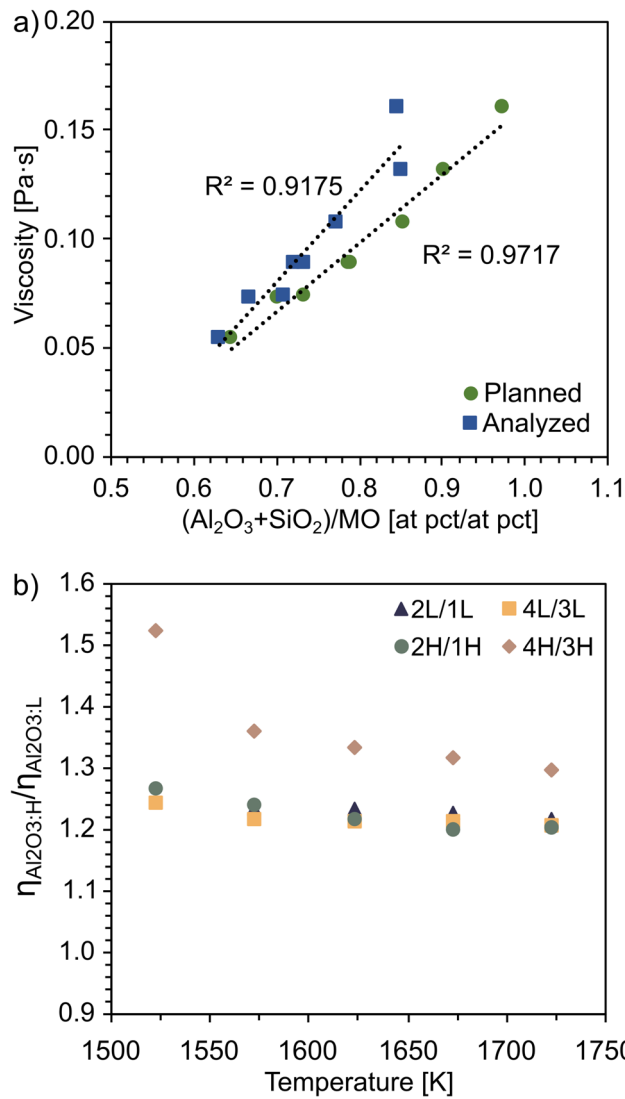 a)
0.20
0.15
0.10
0.05
0.00
Viscosity [Pa·s]
R² = 0.9175
R² = 0.9717
Planned
Analyzed
0.5 0.6 0.7 0.8 0.9 1.0 1.1
(Al₂O₃+SiO₂)/MO [at pct/at pct]
b)
1.6
1.5
1.4
1.3
1.2
1.1
1.0
0.9
ηAl2O3:H/ηAl2O3:L
2L/1L 4L/3L
2H/1H 4H/3H
1500 1550 1600 1650 1700 1750
Temperature [K]